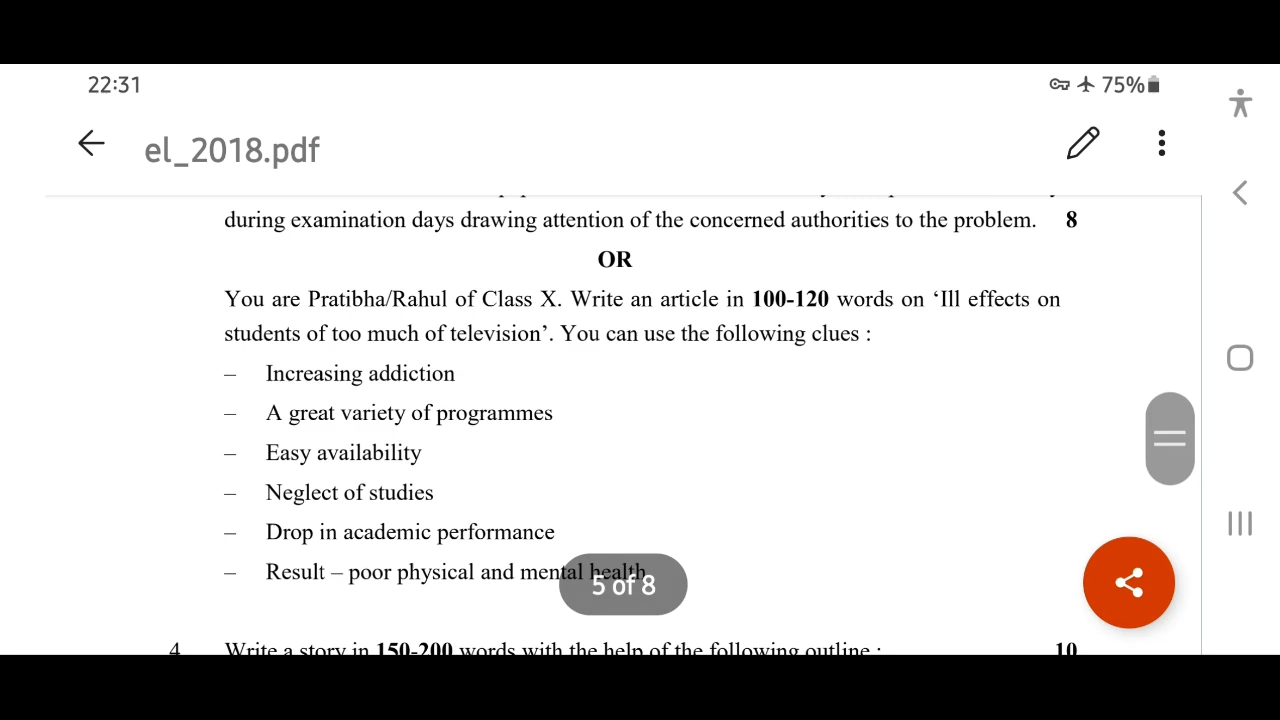 22:31
75%
el_2018.pdf
during examination days drawing attention of the concerned authorities to the problem. 8
OR
You are Pratibha/Rahul of Class X. Write an article in 100-120 words on ‘Ill effects on
students of too much of television’. You can use the following clues :
– Increasing addiction
– A great variety of programmes
– Easy availability
– Neglect of studies
– Drop in academic performance
– Result – poor physical and mental health
5 of 8
4 Write a story in 150-200 words with the help of the following outline : 10